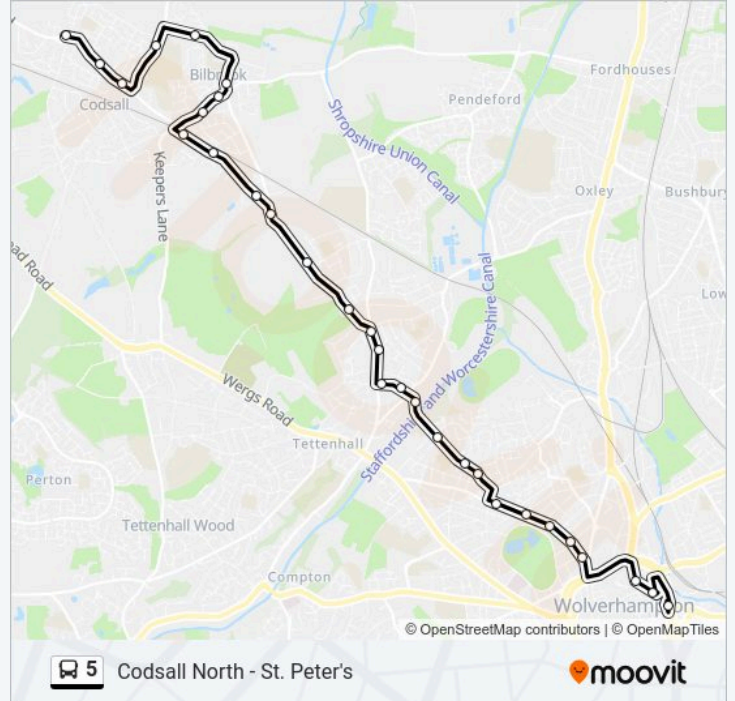 Fordhouses
Bilbrook
Pendeford
Codsall
Shropshire Union Canal
Keepers Lane
Oxley
Bushbury
ead Road
Low
Staffordshire and Worcestershire Canal
Wergs Road
Tettenhall
Perton
Tettenhall Wood
Compton
Wolverhampton
© OpenStreetMap contributors | © OpenMapTiles
5 Codsall North - St. Peter's
moovit